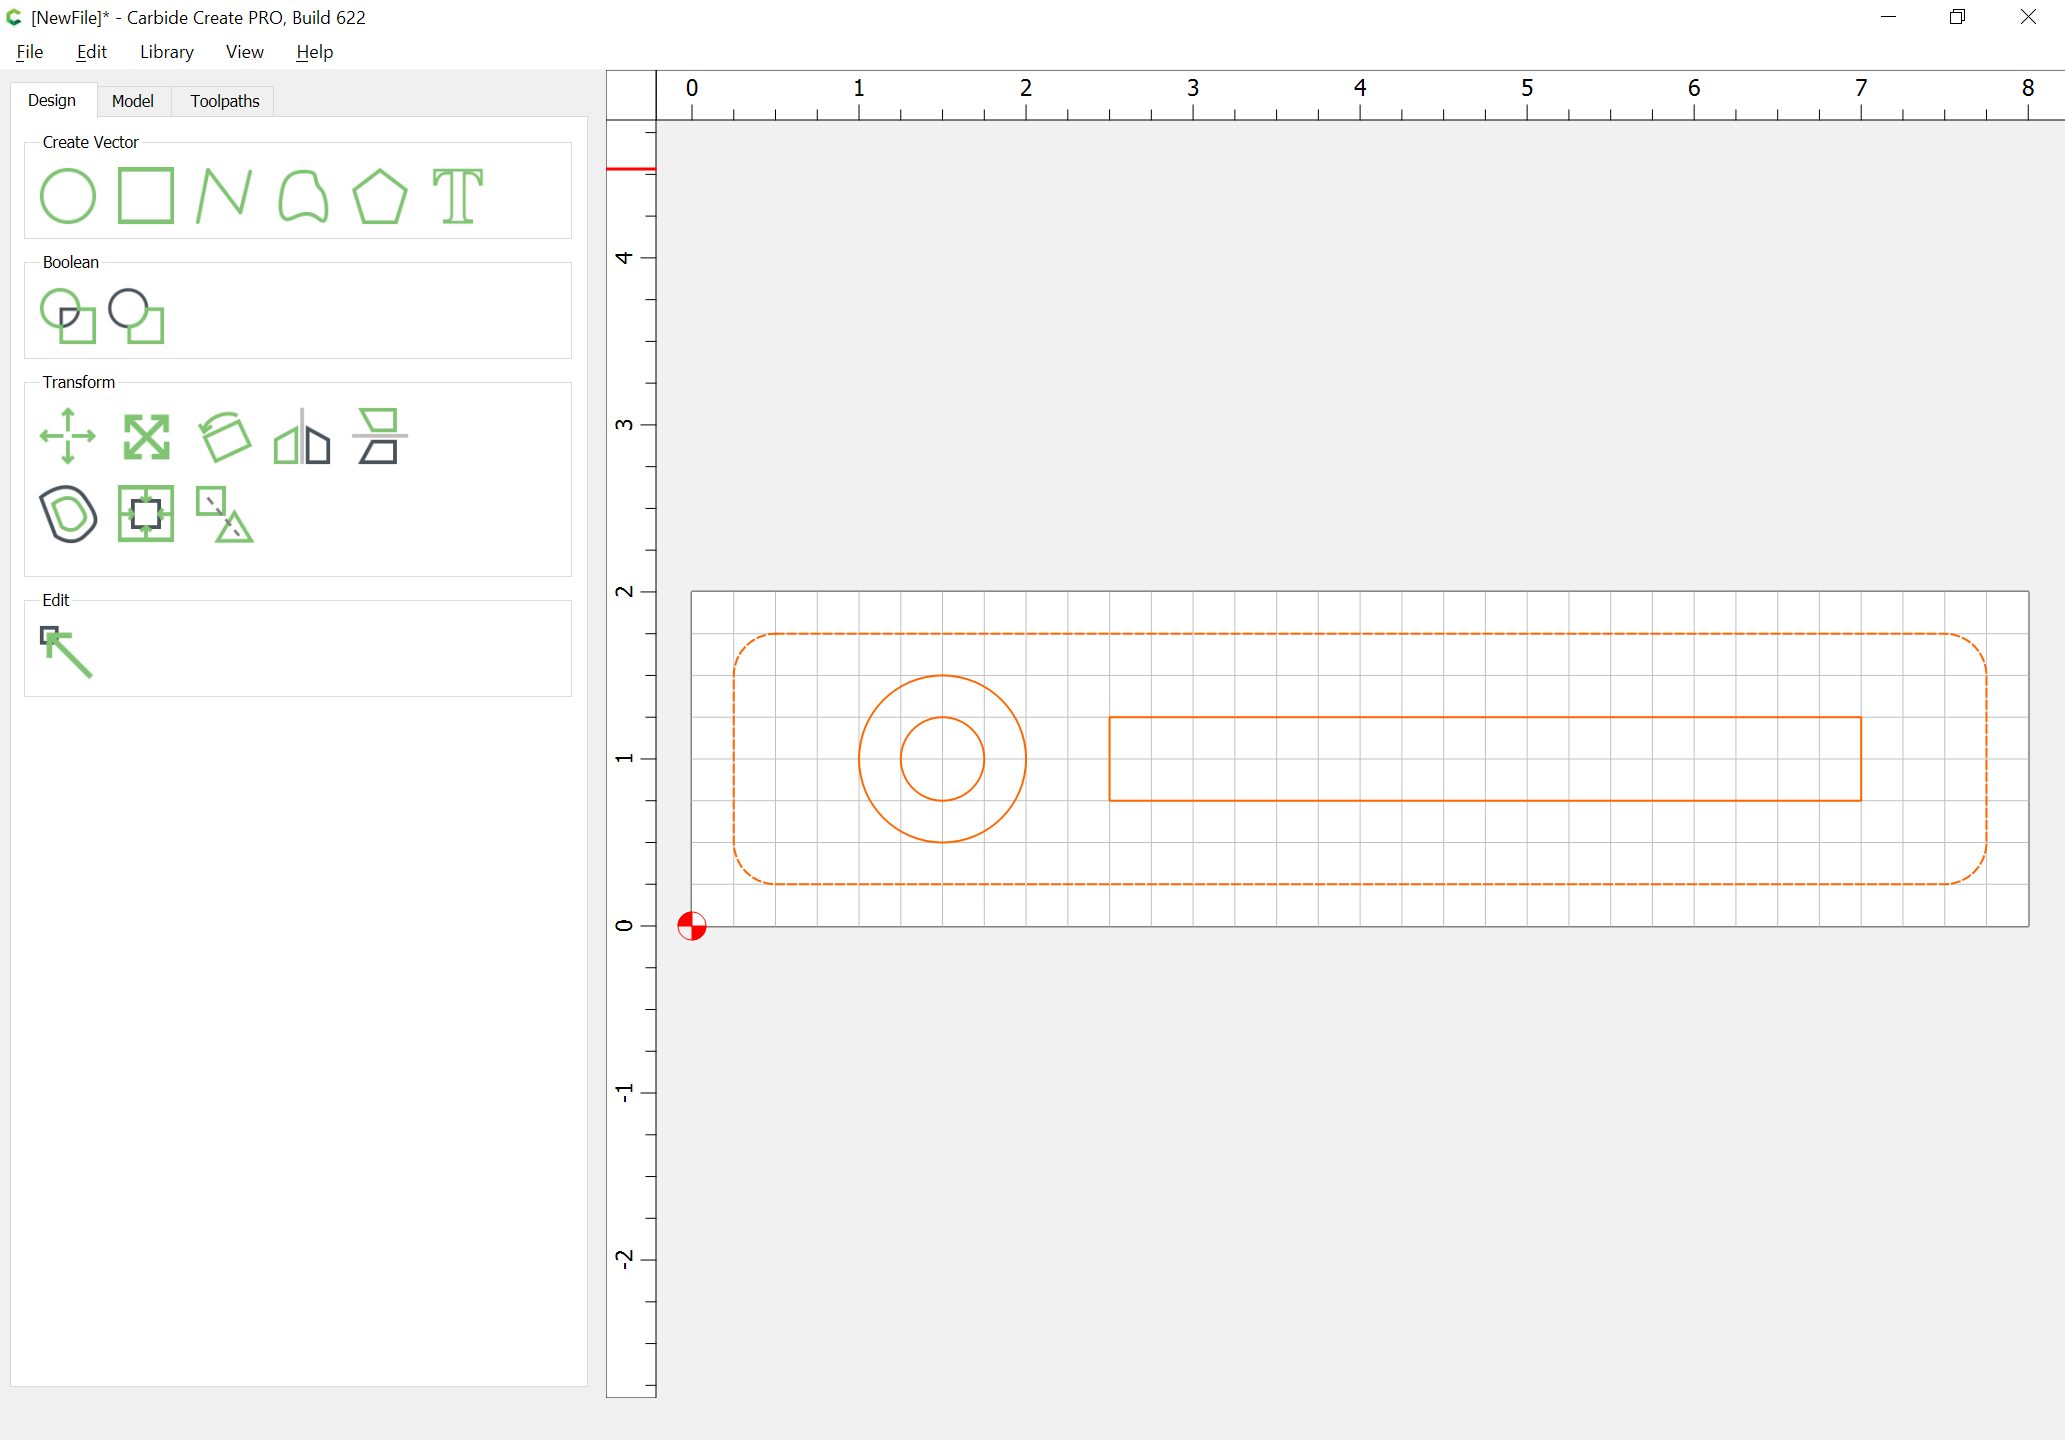 [NewFile]* - Carbide Create PRO, Build 622
File Edit Library View Help
Design Model Toolpaths
Create Vector
Boolean
Transform
Edit
0 1 2 3 4 5 6 7 8
4
3
2
1
0
-1
-2